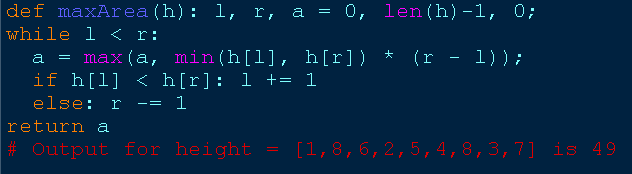 def maxArea(h): l, r, a = 0, len(h)-1, 0;
while l < r:
  a = max(a, min(h[l], h[r]) * (r - l));
  if h[l] < h[r]: l += 1
  else: r -= 1
return a
# Output for height = [1,8,6,2,5,4,8,3,7] is 49